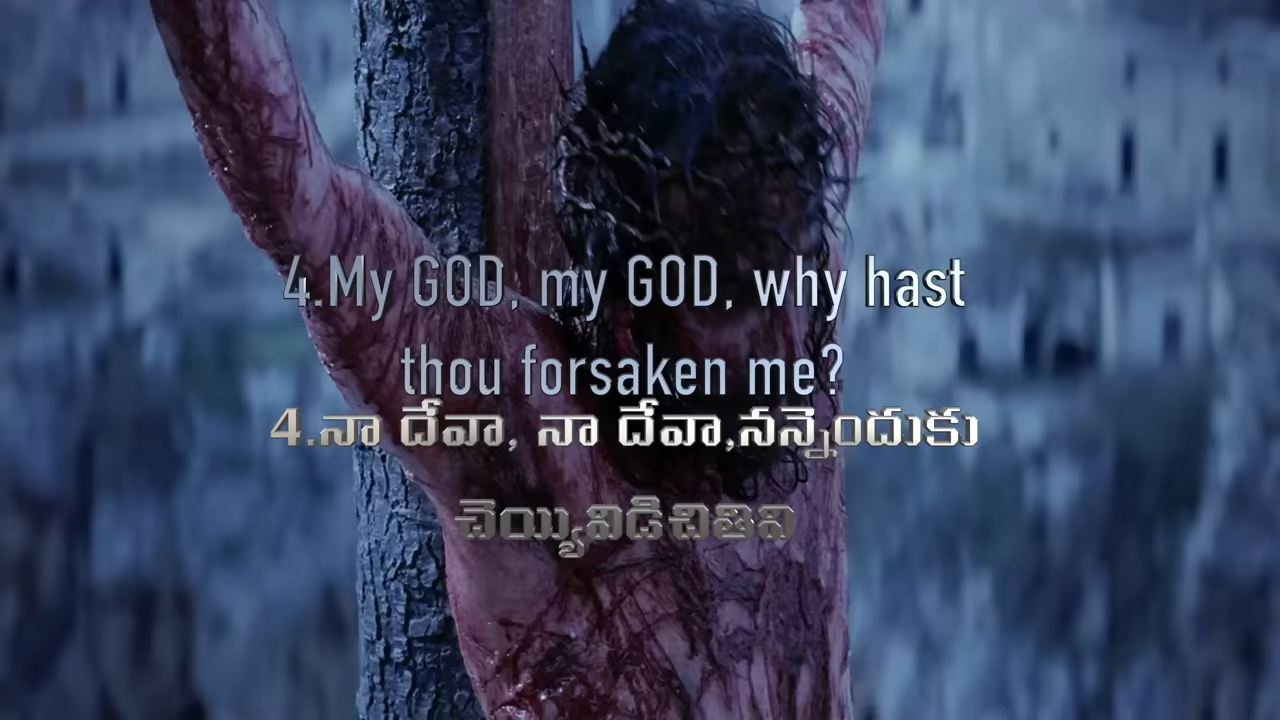 4.My GOD, my GOD, why hast
thou forsaken me?
4.నా దేవా, నా దేవా,నన్నెందుకు
చెయ్యివిడిచితివి